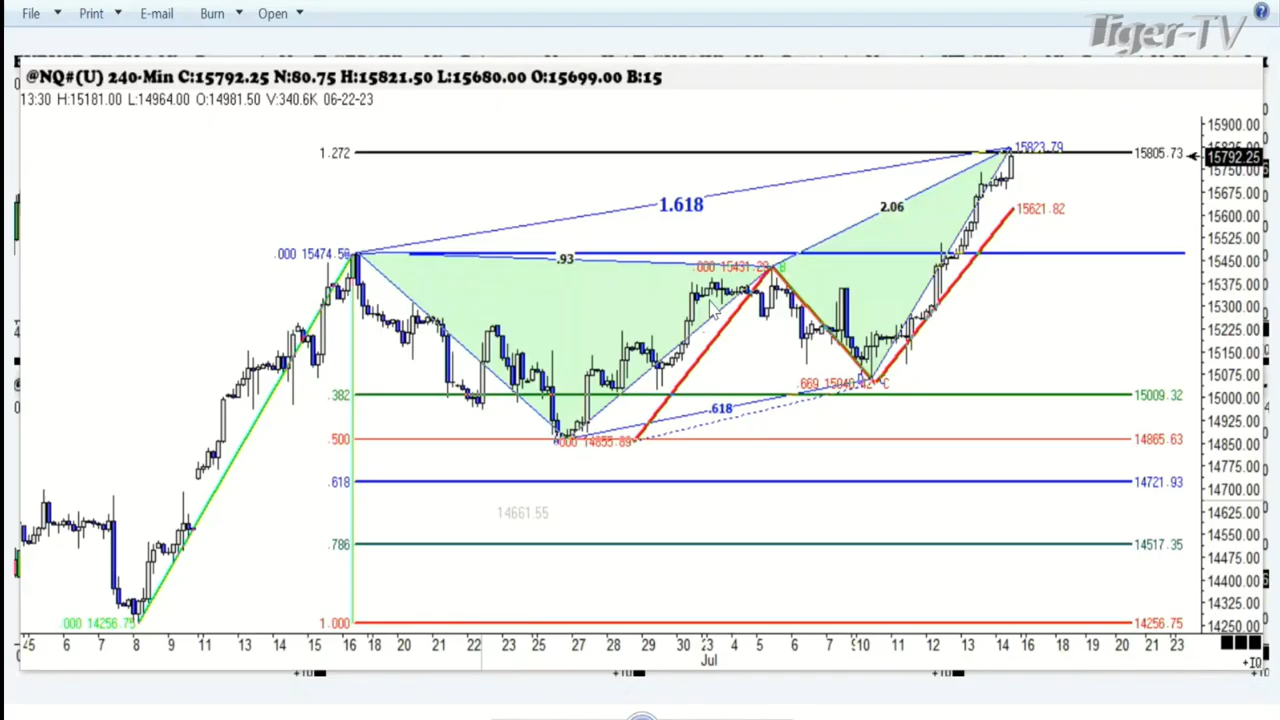 File Print E-mail Burn Open
Tiger-TV
@NQ#(U) 240-Min C:15792.25 N:80.75 H:15821.50 L:15680.00 O:15699.00 B:15
13:30 H:15181.00 L:14964.00 O:14981.50 V:340.6K 06-22-23
15900.00
1.272 15823.79 15805.73
15792.25
15750.00
15675.00
1.618 2.06 15621.82
15600.00
15525.00
.000 15474.50 .93 .000 15431.29 B
15450.00
15375.00
15300.00
15225.00
15150.00
15075.00
.669 15040.42 C
.382 15009.32 15000.00
.618
14925.00
.500 .000 14855.89 14865.63 14850.00
14775.00
.618 14721.93
14700.00
14661.55 14625.00
14550.00
.786 14517.35
14475.00
14400.00
14325.00
.000 14256.75 1.000 14256.75 14250.00
45 6 7 8 9 11 13 14 15 16 18 20 21 22 23 25 27 28 29 30 23 4 5 6 7 9 10 11 12 13 14 16 18 19 20 21 23
Jul
+10